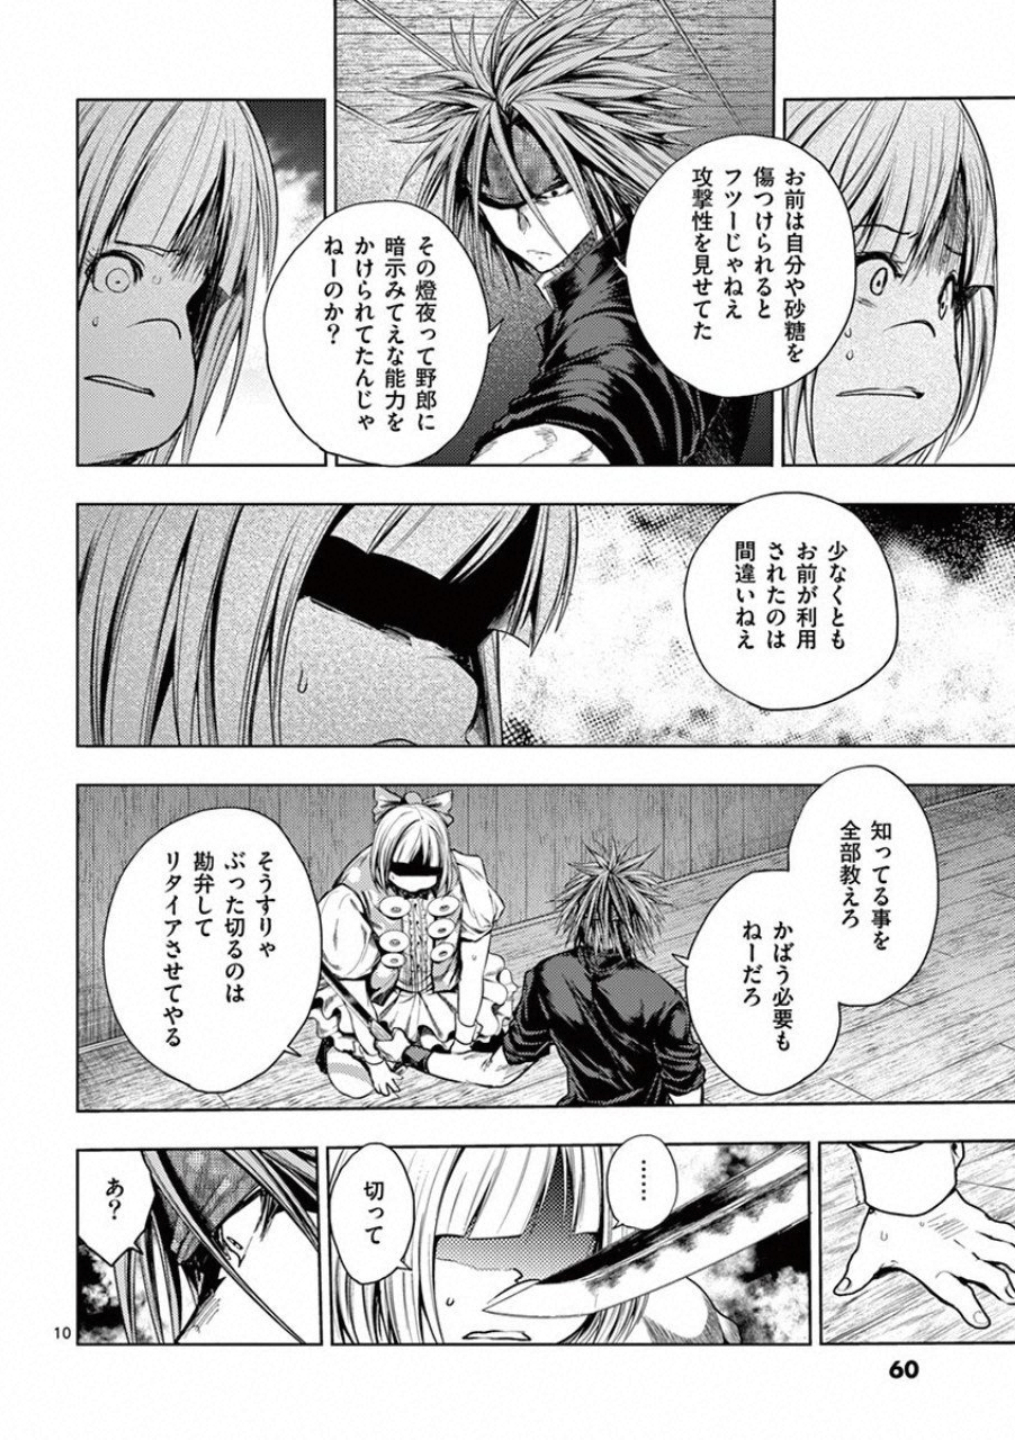 お前は自分や砂糖を
傷つけられると
フツーじゃねえ
攻撃性を見せてた
その燈夜って野郎に
暗示みてえな能力を
かけられてたんじゃ
ねーのか?
少なくとも
お前が利用
されたのは
間違いねえ
知ってる事を
全部教えろ
かばう必要も
ねーだろ
そうすりゃ
ぶった切るのは
勘弁して
リタイアさせてやる
……
切って
あ?
10
60